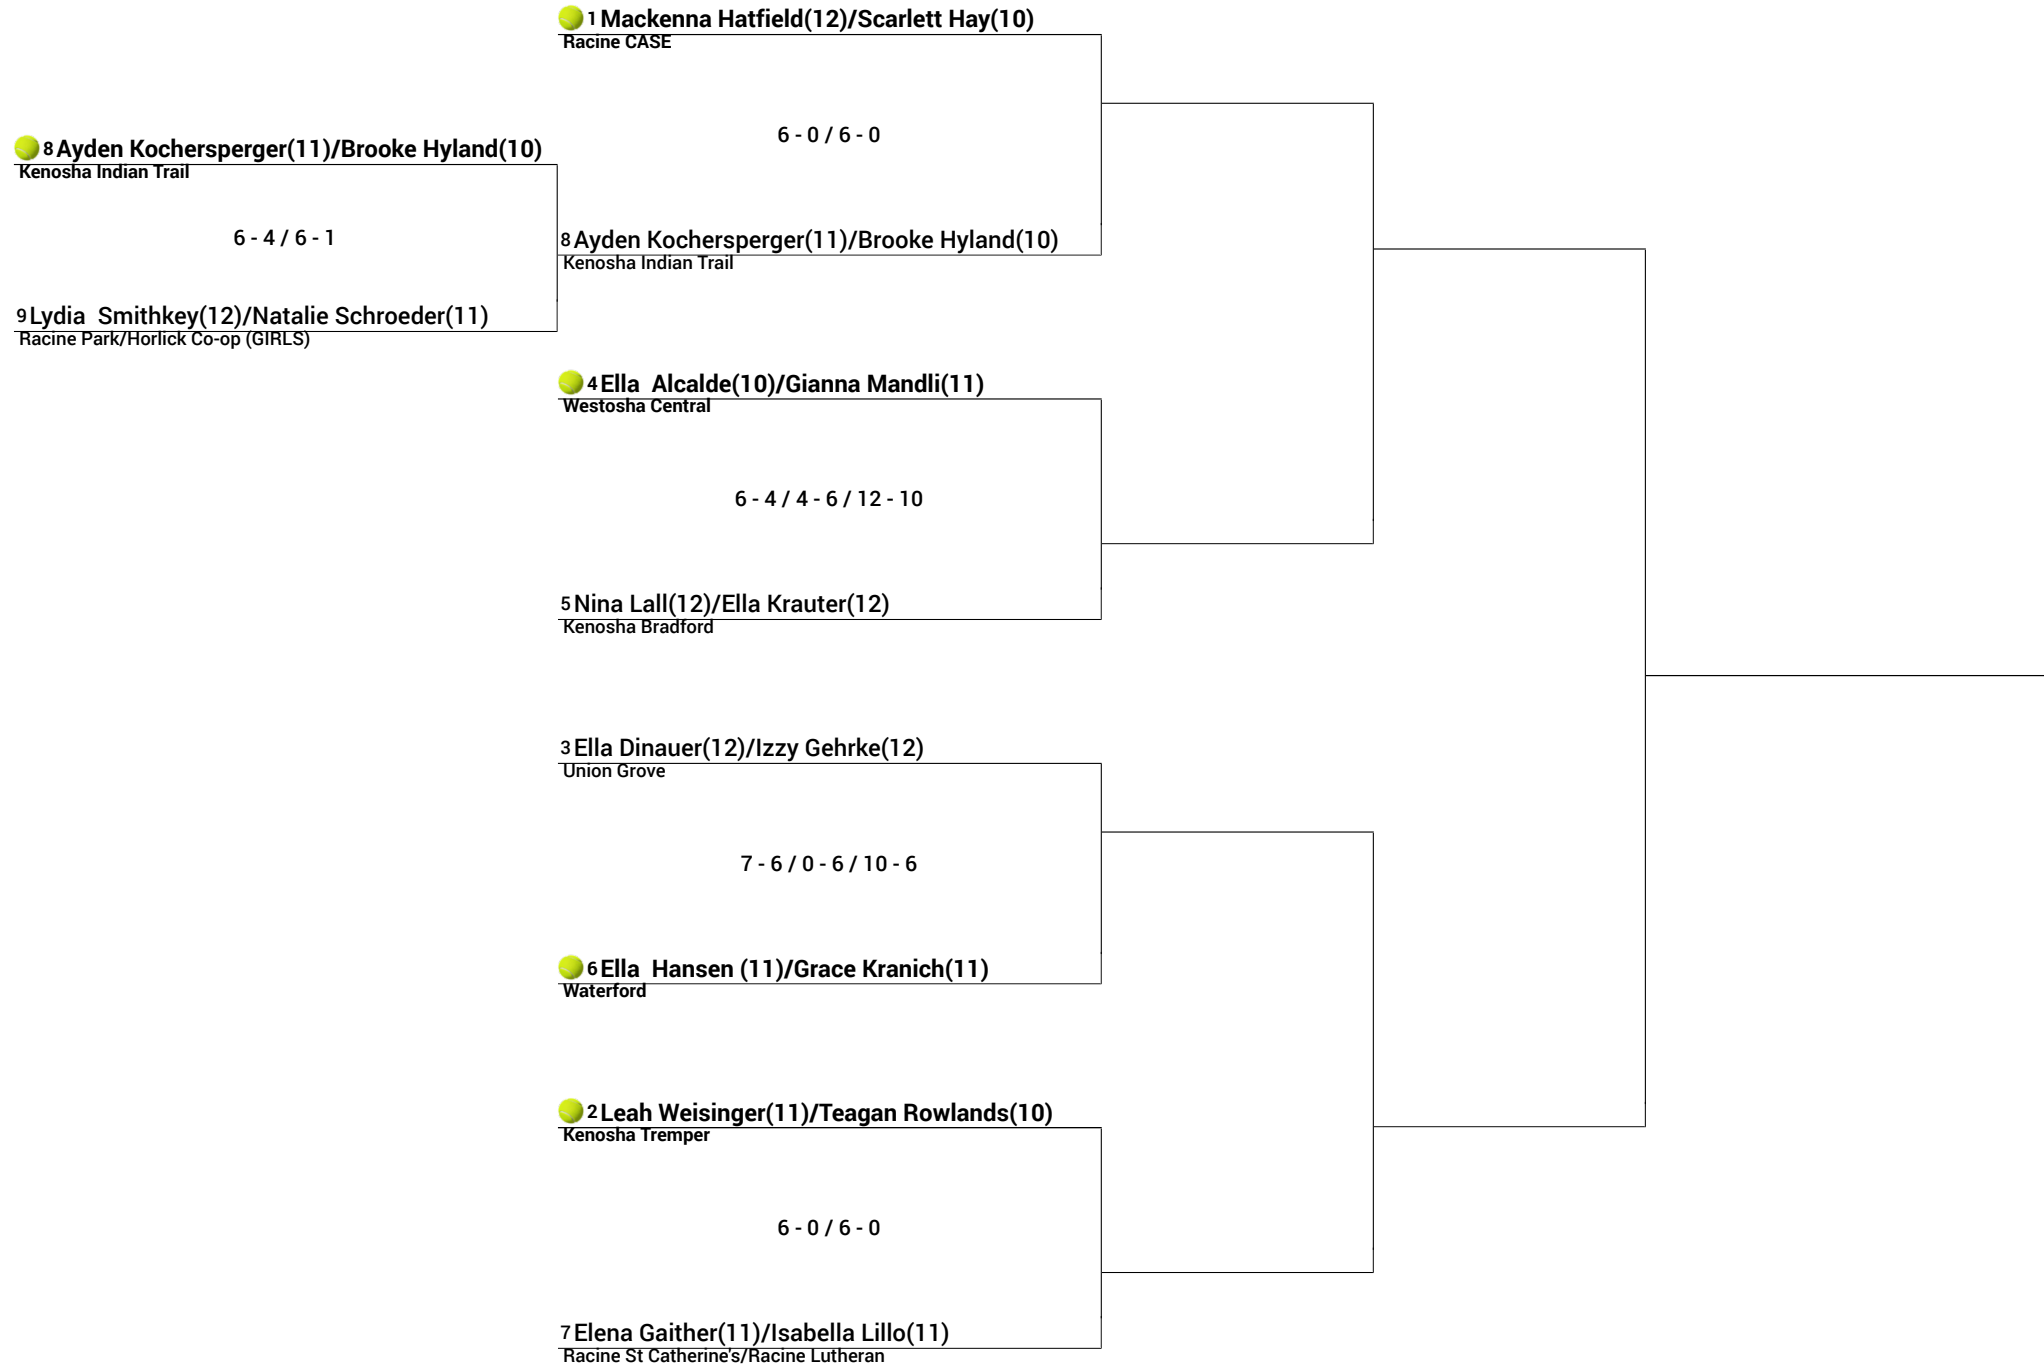 8 Ayden Kochersperger(11)/Brooke Hyland(10)
Kenosha Indian Trail
6 - 4 / 6 - 1
9 Lydia  Smithkey(12)/Natalie Schroeder(11)
Racine Park/Horlick Co-op (GIRLS)
1 Mackenna Hatfield(12)/Scarlett Hay(10)
Racine CASE
6 - 0 / 6 - 0
8 Ayden Kochersperger(11)/Brooke Hyland(10)
Kenosha Indian Trail
4 Ella  Alcalde(10)/Gianna Mandli(11)
Westosha Central
6 - 4 / 4 - 6 / 12 - 10
5 Nina Lall(12)/Ella Krauter(12)
Kenosha Bradford
3 Ella Dinauer(12)/Izzy Gehrke(12)
Union Grove
7 - 6 / 0 - 6 / 10 - 6
6 Ella  Hansen (11)/Grace Kranich(11)
Waterford
2 Leah Weisinger(11)/Teagan Rowlands(10)
Kenosha Tremper
6 - 0 / 6 - 0
7 Elena Gaither(11)/Isabella Lillo(11)
Racine St Catherine's/Racine Lutheran